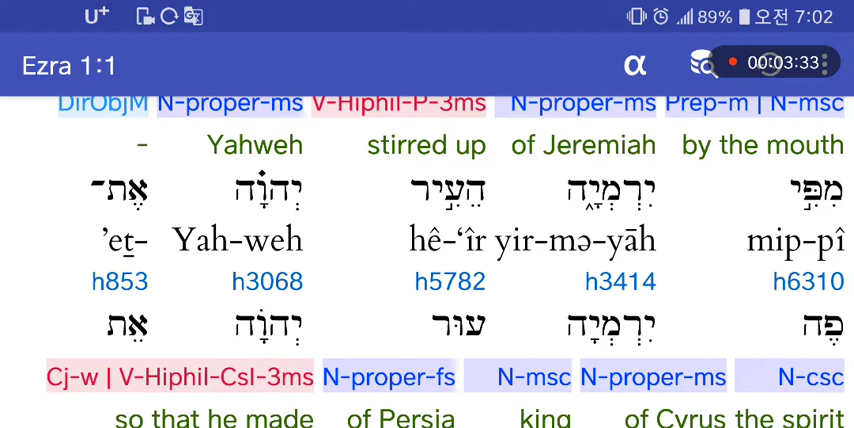 U+ 89% 오전 7:02
Ezra 1:1 α 00:03:33
DirObjM N-proper-ms V-Hiphil-P-3ms N-proper-ms Prep-m | N-msc
- Yahweh stirred up of Jeremiah by the mouth
מִפִּ֣י יִרְמְיָ֑ה הֵעִ֣יר יְהוָ֗ה אֶת־
’eṯ- Yah-weh hê-‘îr yir-mə-yāh mip-pî
h853 h3068 h5782 h3414 h6310
פֶּה יִרְמְיָה עוּר יְהֹוָה אֵת
Cj-w | V-Hiphil-CsI-3ms N-proper-fs N-msc N-proper-ms N-csc
so that he made of Persia king of Cyrus the spirit